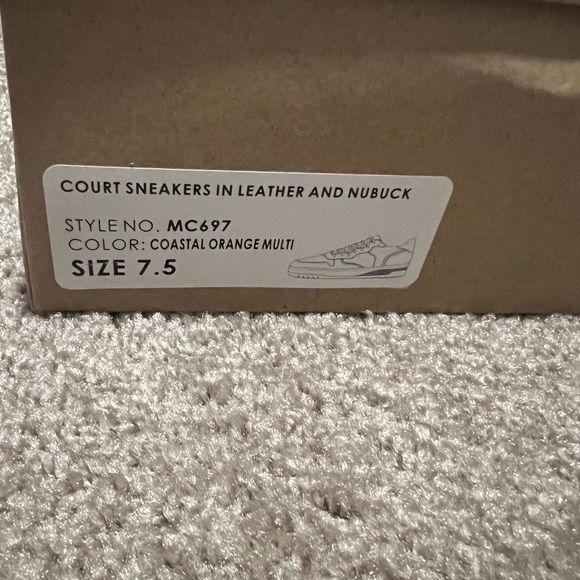 COURT SNEAKERS IN LEATHER AND NUBUCK
STYLE NO. MC697
COLOR: COASTAL ORANGE MULTI
SIZE 7.5